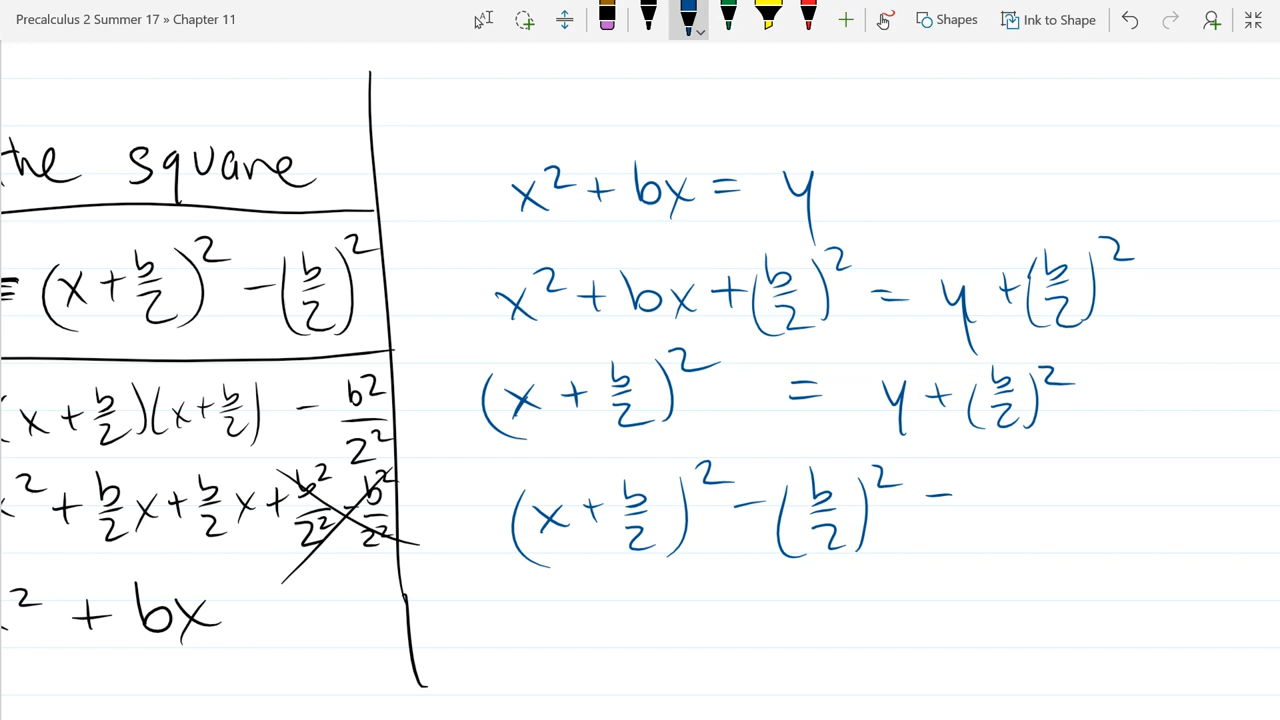 Precalculus 2 Summer 17 » Chapter 11
Shapes
Ink to Shape
the square
= (x + b/2)² - (b/2)²
(x + b/2)(x + b/2) - b²/2²
x² + b/2 x + b/2 x + b²/2² - b²/2²
² + bx
x² + bx = y
x² + bx + (b/2)² = y + (b/2)²
(x + b/2)² = y + (b/2)²
(x + b/2)² - (b/2)² -